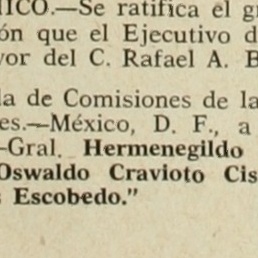 ICO.—Se ratifica el g
ón que el Ejecutivo d
or del C. Rafael A. B
la de Comisiones de la
es.—México, D. F., a
—Gral. Hermenegildo
Oswaldo Cravioto Cis
s Escobedo."